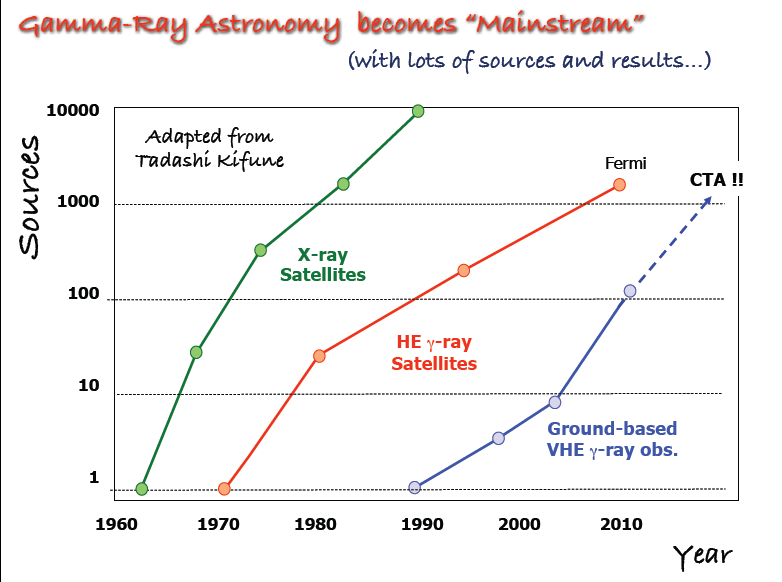 Gamma-Ray Astronomy becomes “Mainstream”
(with lots of sources and results...)
10000
Adapted from
Tadashi Kifune
Sources
Fermi
CTA !!
1000
X-ray
Satellites
100
HE γ-ray
Satellites
10
Ground-based
VHE γ-ray obs.
1
1960 1970 1980 1990 2000 2010
Year